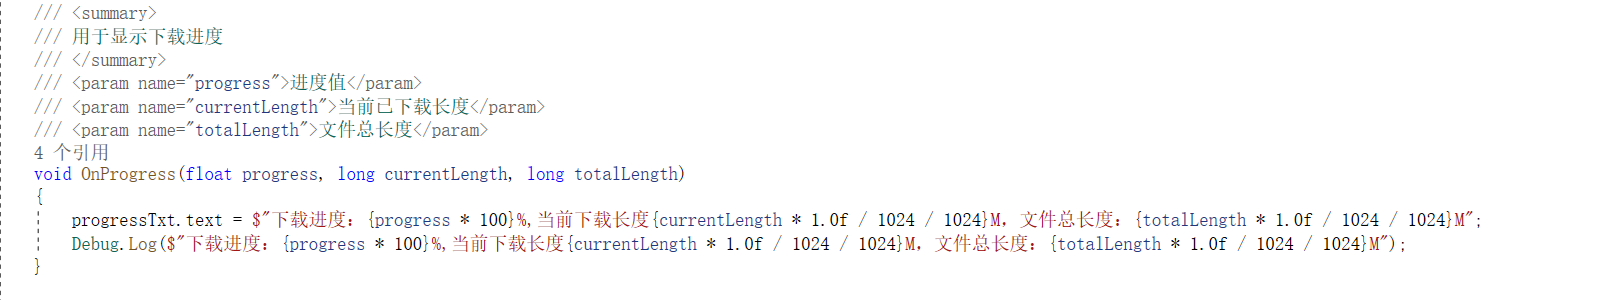 /// <summary>
/// 用于显示下载进度
/// </summary>
/// <param name="progress">进度值</param>
/// <param name="currentLength">当前已下载长度</param>
/// <param name="totalLength">文件总长度</param>
4 个引用
void OnProgress(float progress, long currentLength, long totalLength)
{
progressTxt.text = $"下载进度：{progress * 100}%,当前下载长度{currentLength * 1.0f / 1024 / 1024}M，文件总长度：{totalLength * 1.0f / 1024 / 1024}M";
Debug.Log($"下载进度：{progress * 100}%,当前下载长度{currentLength * 1.0f / 1024 / 1024}M，文件总长度：{totalLength * 1.0f / 1024 / 1024}M");
}